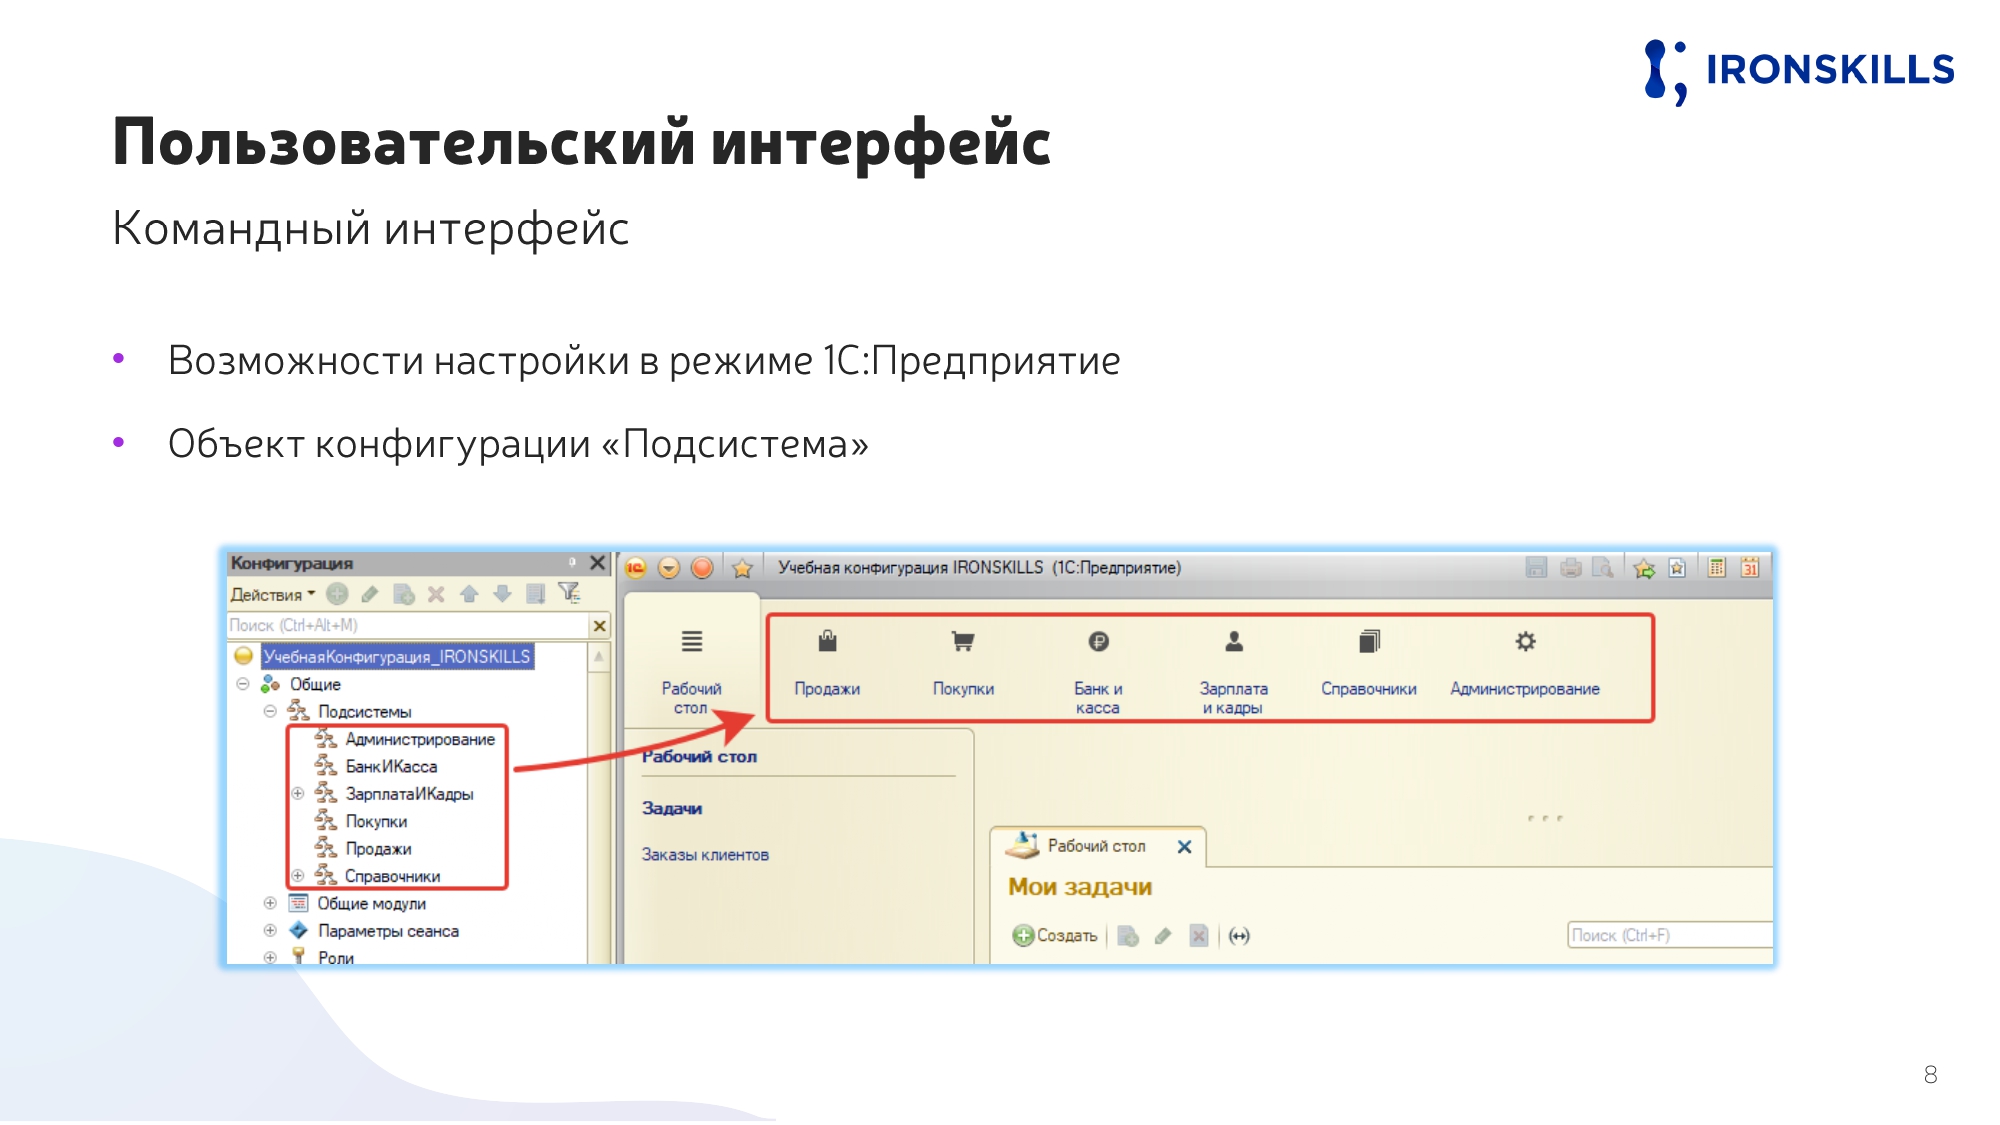 IRONSKILLS
Пользовательский интерфейс
Командный интерфейс
• Возможности настройки в режиме 1С:Предприятие
• Объект конфигурации «Подсистема»
Конфигурация
Действия
Поиск (Ctrl+Alt+M)
УчебнаяКонфигурация_IRONSKILLS
Общие
Подсистемы
Администрирование
БанкИКасса
ЗарплатаИКадры
Покупки
Продажи
Справочники
Общие модули
Параметры сеанса
Роли
1С
Учебная конфигурация IRONSKILLS (1С:Предприятие)
31
Рабочий
стол
Продажи
Покупки
Банк и
касса
Зарплата
и кадры
Справочники
Администрирование
Рабочий стол
Задачи
Заказы клиентов
Рабочий стол
Мои задачи
Создать
Поиск (Ctrl+F)
8